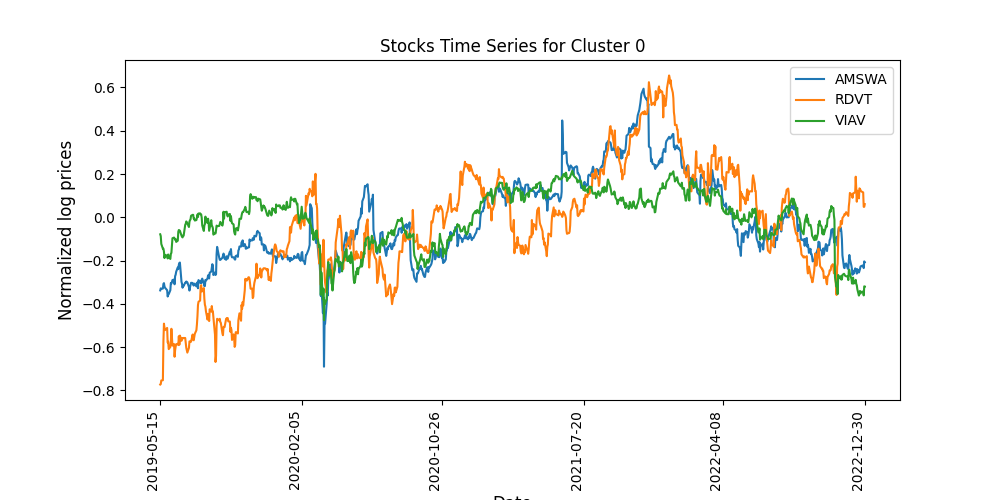 Stocks Time Series for Cluster 0
AMSWA
RDVT
VIAV
Normalized log prices
0.6
0.4
0.2
0.0
−0.2
−0.4
−0.6
−0.8
2019-05-15
2020-02-05
2020-10-26
2021-07-20
2022-04-08
2022-12-30
Date